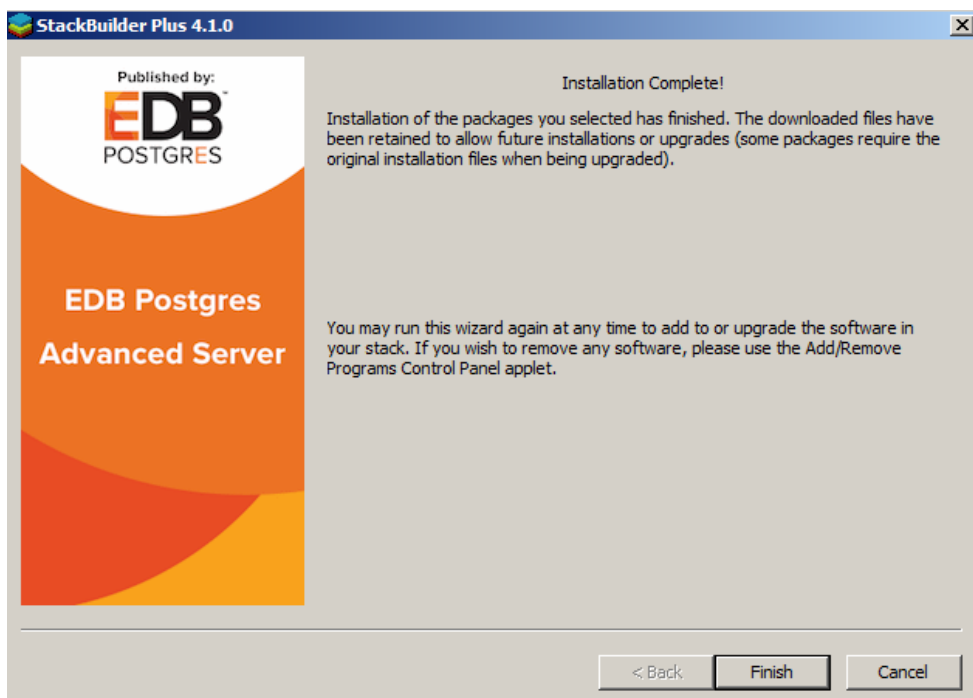 StackBuilder Plus 4.1.0
Published by:
EDB™
POSTGRES
EDB Postgres
Advanced Server
Installation Complete!
Installation of the packages you selected has finished. The downloaded files have
been retained to allow future installations or upgrades (some packages require the
original installation files when being upgraded).
You may run this wizard again at any time to add to or upgrade the software in
your stack. If you wish to remove any software, please use the Add/Remove
Programs Control Panel applet.
< Back
Finish
Cancel